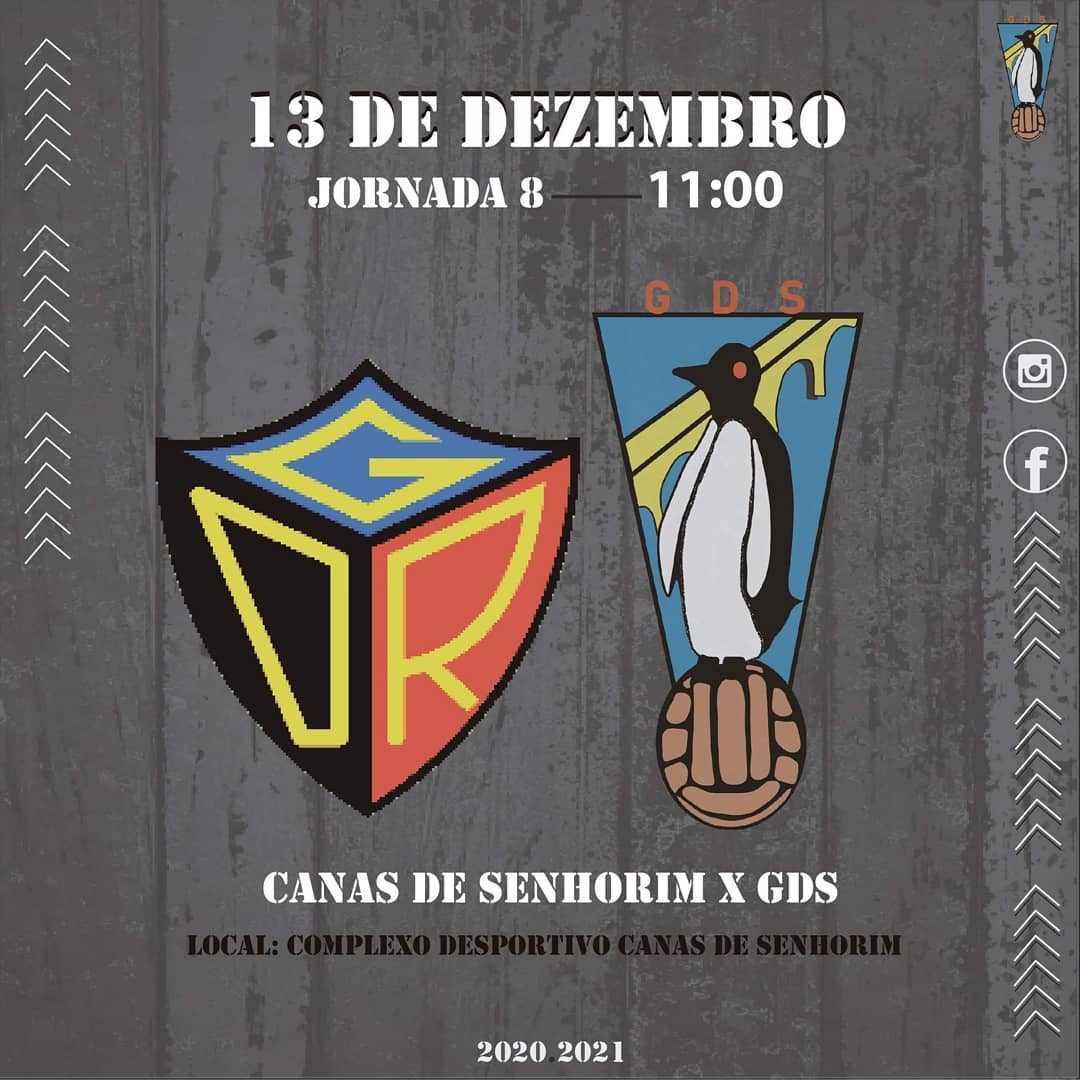 G D S
13 DE DEZEMBRO
JORNADA 8 11:00
G D S
G
D R
CANAS DE SENHORIM X GDS
LOCAL: COMPLEXO DESPORTIVO CANAS DE SENHORIM
2020.2021